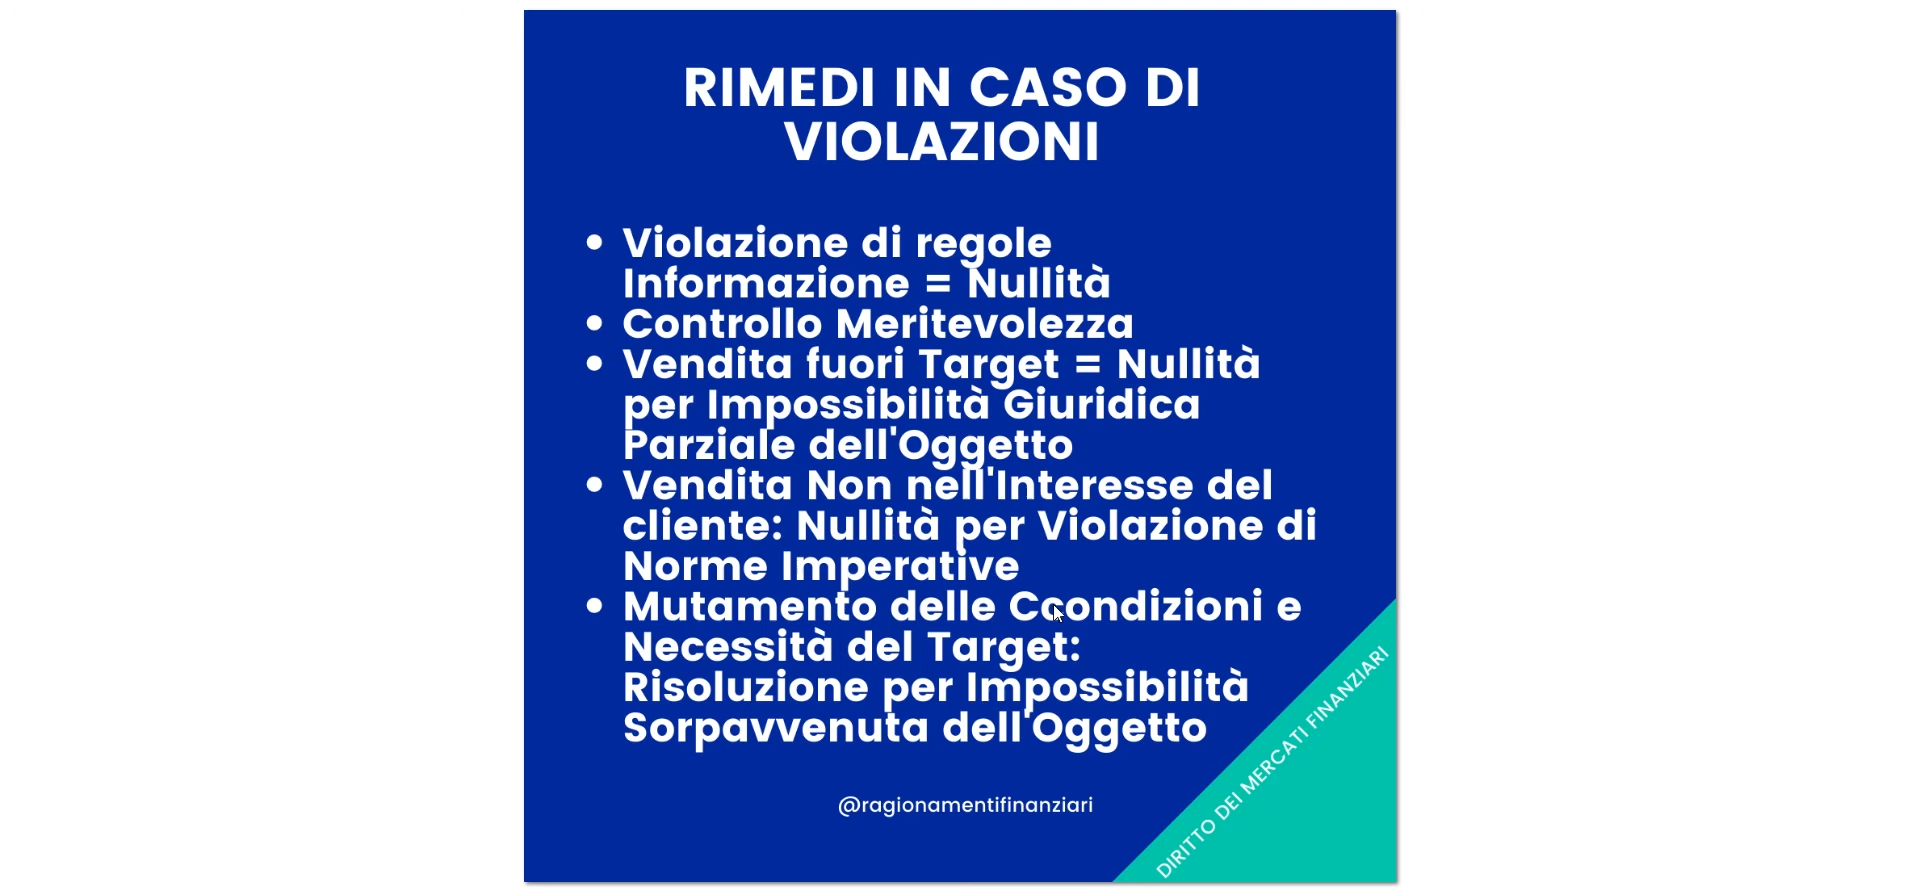 RIMEDI IN CASO DI
VIOLAZIONI
• Violazione di regole
Informazione = Nullità
• Controllo Meritevolezza
• Vendita fuori Target = Nullità
per Impossibilità Giuridica
Parziale dell'Oggetto
• Vendita Non nell'Interesse del
cliente: Nullità per Violazione di
Norme Imperative
• Mutamento delle Ccondizioni e
Necessità del Target:
Risoluzione per Impossibilità
Sorpavvenuta dell'Oggetto
@ragionamentifinanziari
DIRITTO DEI MERCATI FINANZIARI